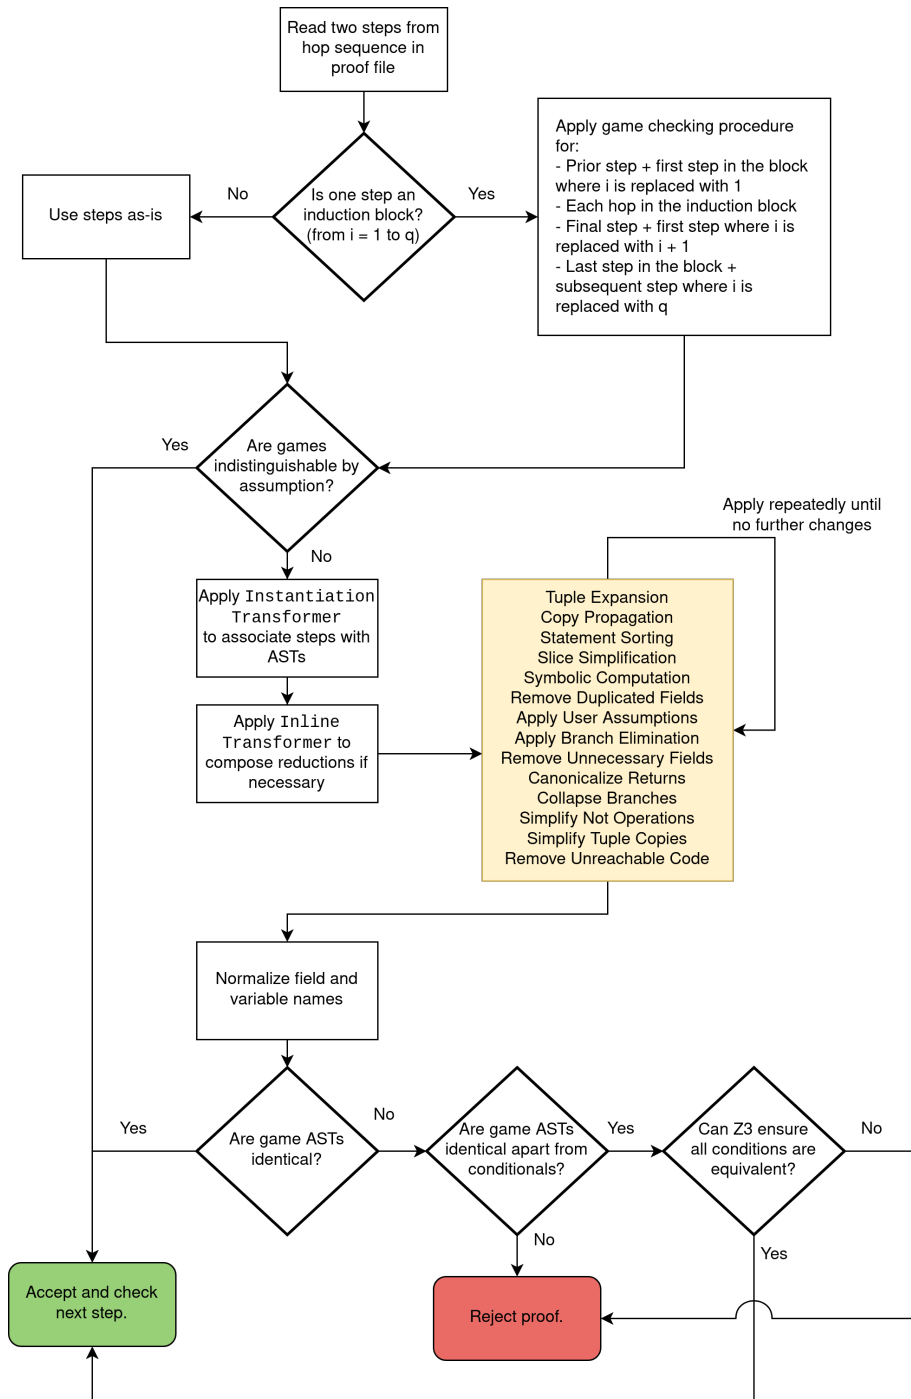 Read two steps from
hop sequence in
proof file
Is one step an
induction block?
(from i = 1 to q)
No
Yes
Use steps as-is
Apply game checking procedure
for:
- Prior step + first step in the block
where i is replaced with 1
- Each hop in the induction block
- Final step + first step where i is
replaced with i + 1
- Last step in the block +
subsequent step where i is
replaced with q
Are games
indistinguishable by
assumption?
Yes
No
Apply Instantiation
Transformer
to associate steps with
ASTs
Apply Inline
Transformer to
compose reductions if
necessary
Apply repeatedly until
no further changes
Tuple Expansion
Copy Propagation
Statement Sorting
Slice Simplification
Symbolic Computation
Remove Duplicated Fields
Apply User Assumptions
Apply Branch Elimination
Remove Unnecessary Fields
Canonicalize Returns
Collapse Branches
Simplify Not Operations
Simplify Tuple Copies
Remove Unreachable Code
Normalize field and
variable names
Are game ASTs
identical?
Yes
No
Are game ASTs
identical apart from
conditionals?
Yes
No
Can Z3 ensure
all conditions are
equivalent?
No
Yes
Accept and check
next step.
Reject proof.